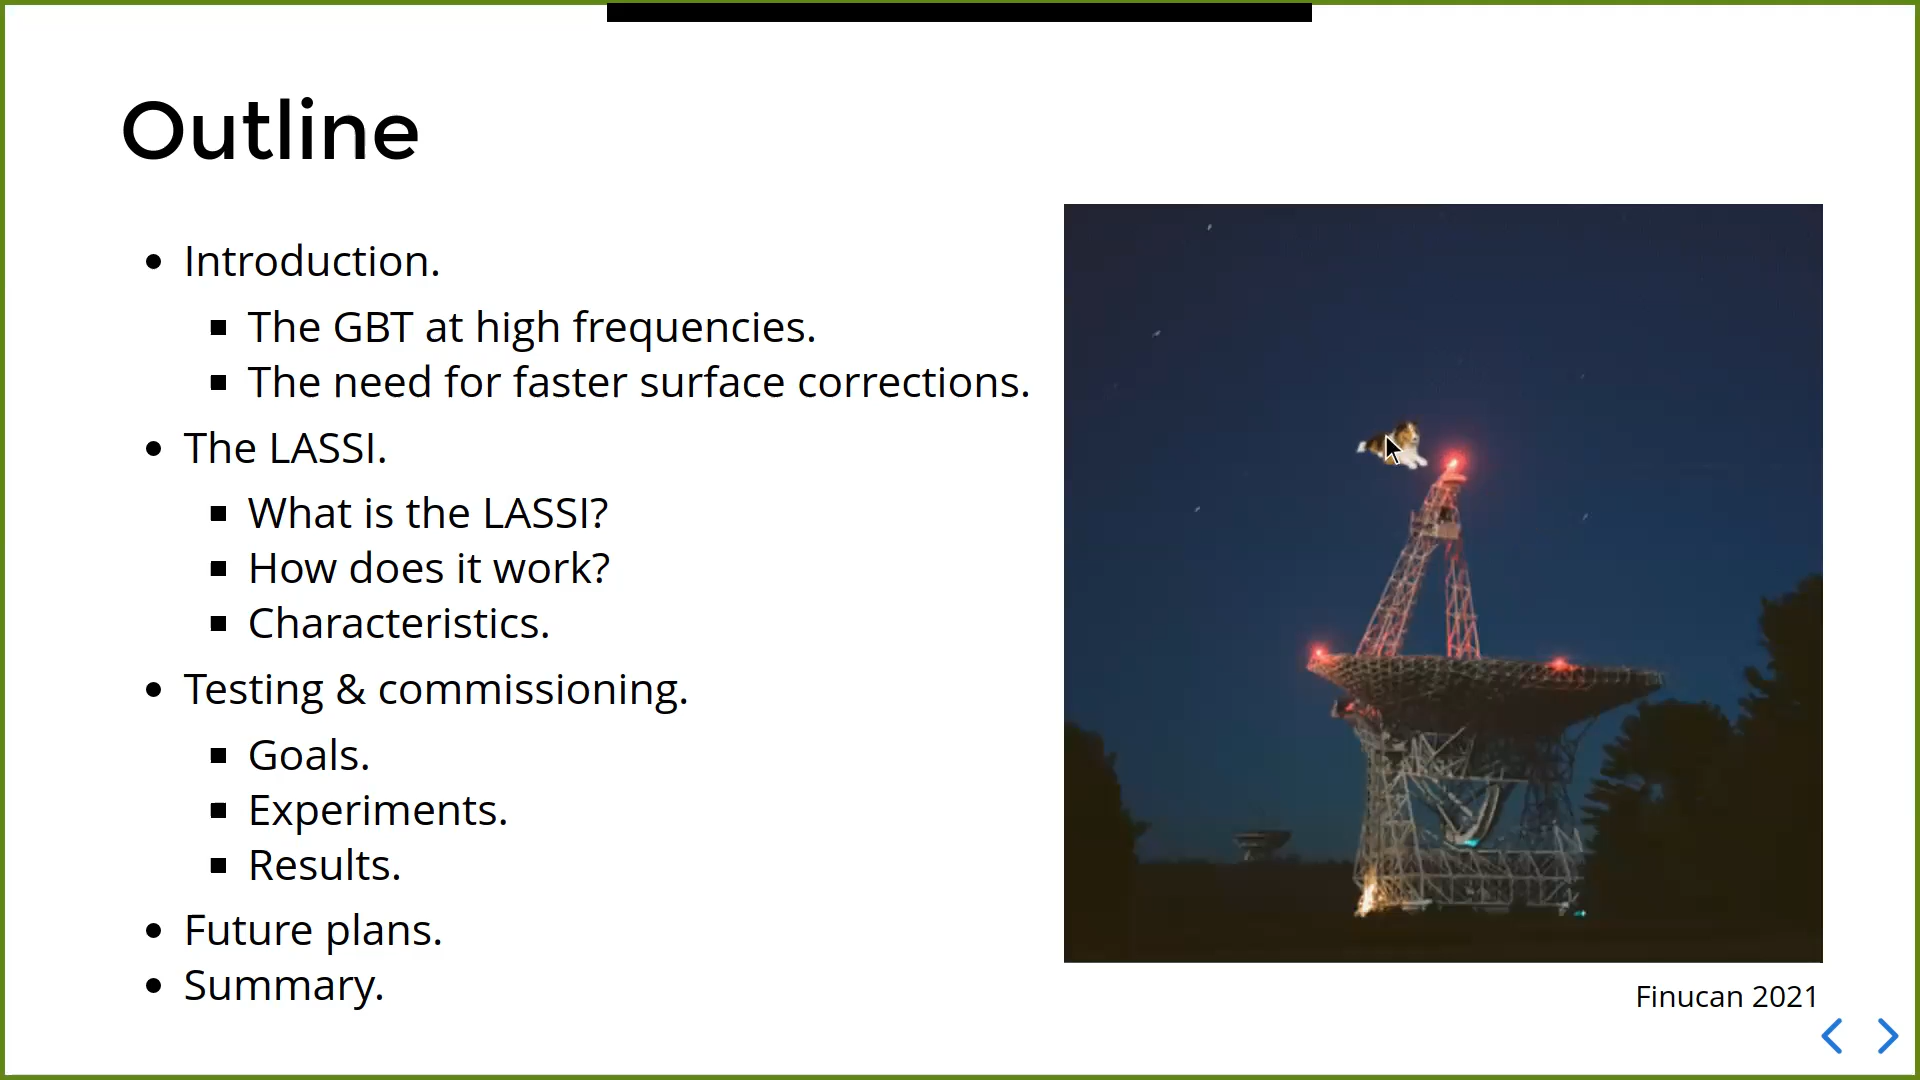 Outline
Introduction.
The GBT at high frequencies.
The need for faster surface corrections.
The LASSI.
What is the LASSI?
How does it work?
Characteristics.
Testing & commissioning.
Goals.
Experiments.
Results.
Future plans.
Summary.
Finucan 2021